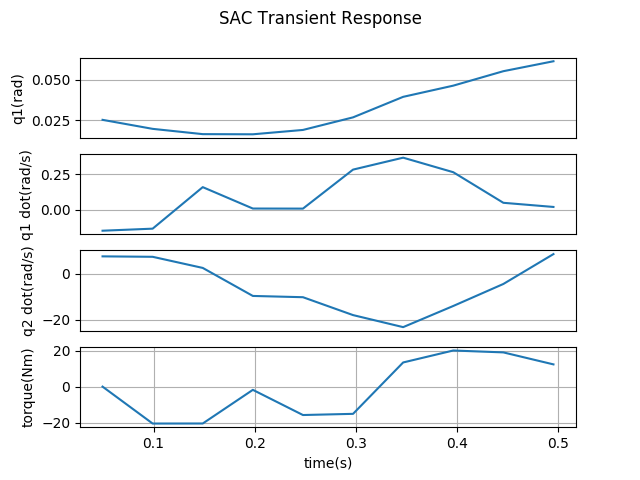 SAC Transient Response
q1(rad)
0.050
0.025
q1 dot(rad/s)
0.25
0.00
q2 dot(rad/s)
0
−20
torque(Nm)
20
0
−20
0.1 0.2 0.3 0.4 0.5
time(s)